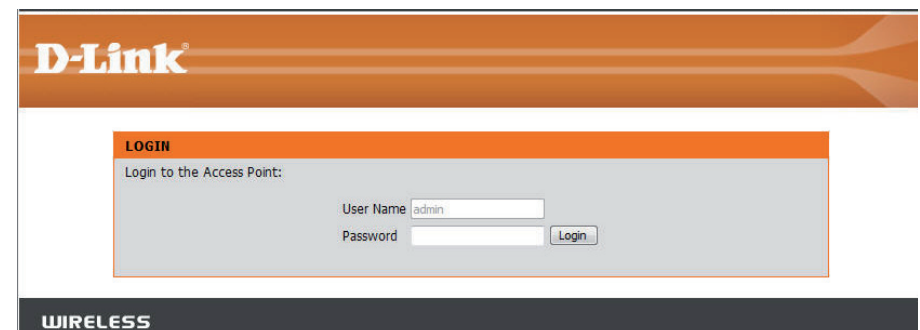 D-Link®
LOGIN
Login to the Access Point:
User Name admin
Password Login
WIRELESS